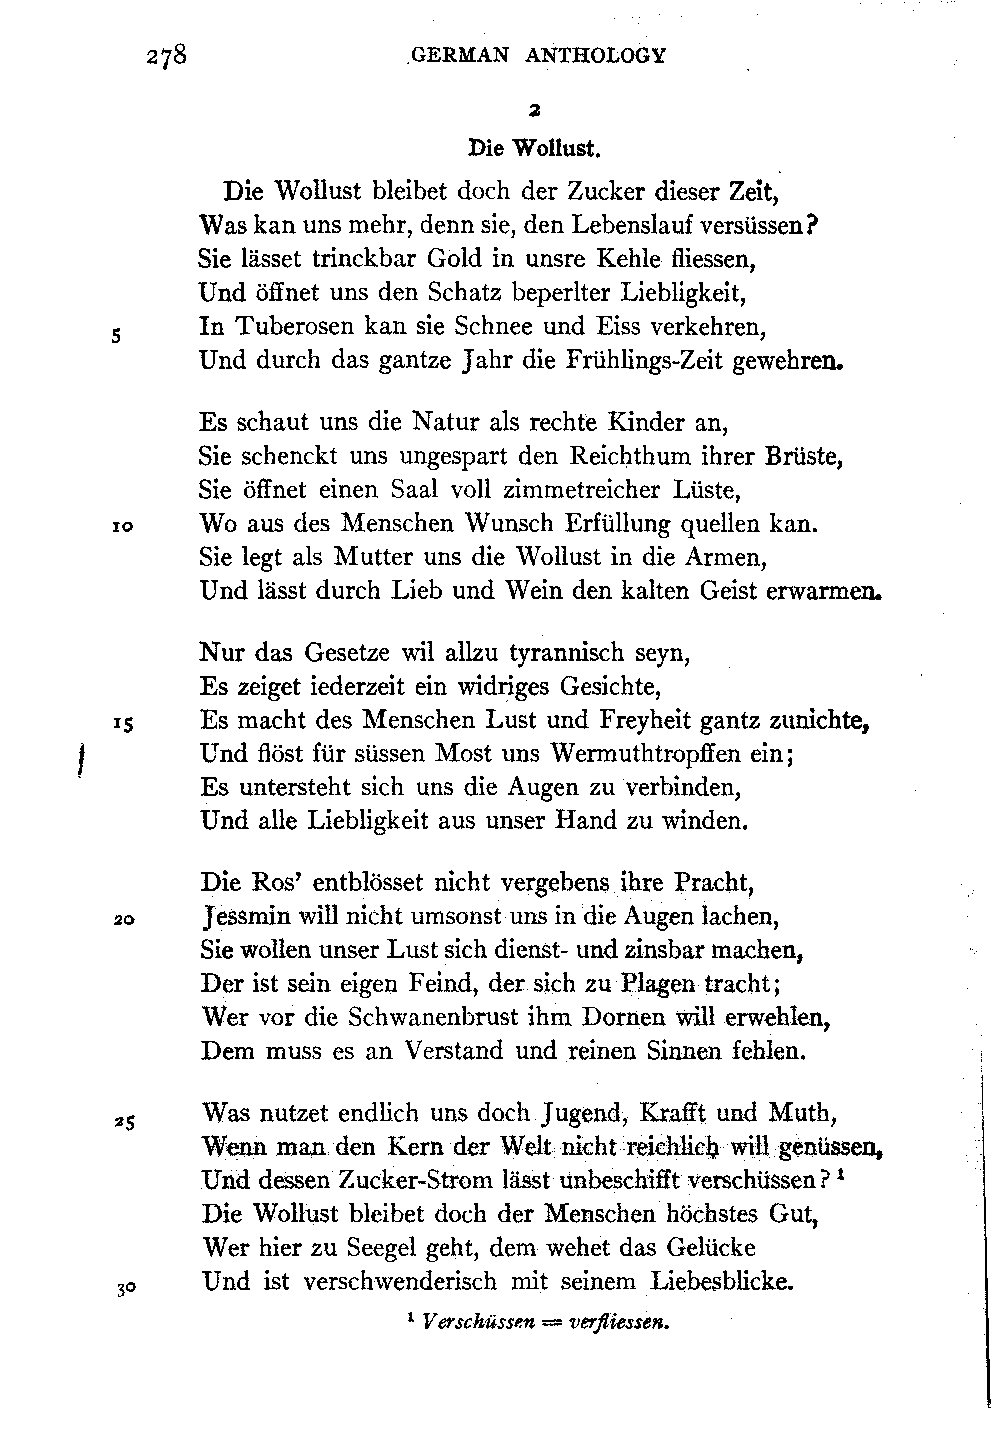 278 GERMAN ANTHOLOGY
2
Die Wollust.
Die Wollust bleibet doch der Zucker dieser Zeit,
Was kan uns mehr, denn sie, den Lebenslauf versüssen?
Sie lässet trinckbar Gold in unsre Kehle fliessen,
Und öffnet uns den Schatz beperlter Liebligkeit,
5 In Tuberosen kan sie Schnee und Eiss verkehren,
Und durch das gantze Jahr die Frühlings-Zeit gewehren.
Es schaut uns die Natur als rechte Kinder an,
Sie schenckt uns ungespart den Reichthum ihrer Brüste,
Sie öffnet einen Saal voll zimmetreicher Lüste,
10 Wo aus des Menschen Wunsch Erfüllung quellen kan.
Sie legt als Mutter uns die Wollust in die Armen,
Und lässt durch Lieb und Wein den kalten Geist erwarmen.
Nur das Gesetze wil allzu tyrannisch seyn,
Es zeiget iederzeit ein widriges Gesichte,
15 Es macht des Menschen Lust und Freyheit gantz zunichte,
Und flöst für süssen Most uns Wermuthtropffen ein;
Es untersteht sich uns die Augen zu verbinden,
Und alle Liebligkeit aus unser Hand zu winden.
Die Ros' entblösset nicht vergebens ihre Pracht,
20 Jessmin will nicht umsonst uns in die Augen lachen,
Sie wollen unser Lust sich dienst- und zinsbar machen,
Der ist sein eigen Feind, der sich zu Plagen tracht;
Wer vor die Schwanenbrust ihm Dornen will erwehlen,
Dem muss es an Verstand und reinen Sinnen fehlen.
25 Was nutzet endlich uns doch Jugend, Krafft und Muth,
Wenn man den Kern der Welt nicht reichlich will genüssen,
Und dessen Zucker-Strom lässt unbeschifft verschüssen? ¹
Die Wollust bleibet doch der Menschen höchstes Gut,
Wer hier zu Seegel geht, dem wehet das Gelücke
30 Und ist verschwenderisch mit seinem Liebesblicke.
¹ Verschüssen = verfliessen.